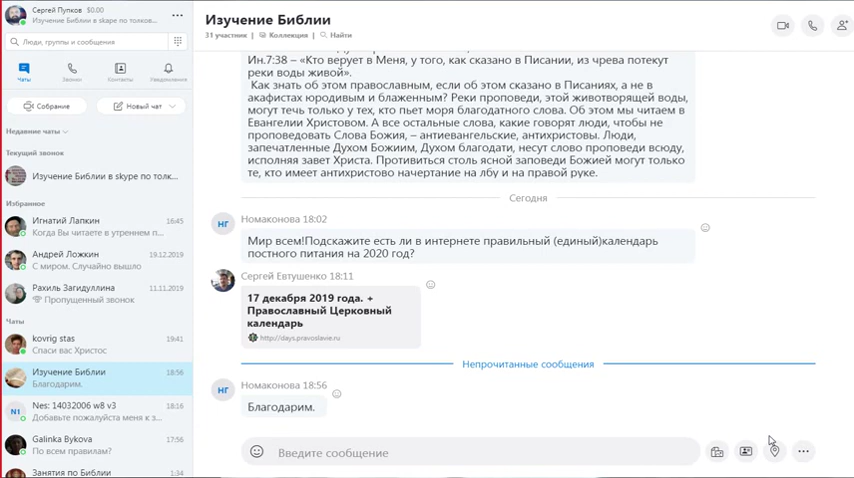 Сергей Пупков $0.00
Изучение Библии в skape по толков...
Люди, группы и сообщения
Чаты
Звонки
Контакты
Уведомления
Собрание
Новый чат
Недавние чаты
Текущий звонок
Изучение Библии в skype по толк...
Избранное
Игнатий Лапкин 16:45
Когда Вы читаете в утреннем п...
Андрей Ложкин 19.12.2019
С миром. Случайно вышло
Рахиль Загидуллина 11.11.2019
Пропущенный звонок
Чаты
kovrig stas 19:41
Спаси вас Христос
Изучение Библии 18:56
Благодарим.
N1
Nes: 14032006 w8 v3 18:16
Добавьте пожалуйста меня к з...
Galinka Bykova 17:56
По всем правилам?
Занятия по Библии 1:34
Изучение Библии
31 участник | Коллекция | Найти
Ин.7:38 – «Кто верует в Меня, у того, как сказано в Писании, из чрева потекут
реки воды живой».
Как знать об этом православным, если об этом сказано в Писаниях, а не в
акафистах юродивым и блаженным? Реки проповеди, этой животворящей воды,
могут течь только у тех, кто пьет моря благодатного слова. Об этом мы читаем в
Евангелии Христовом. А все остальные слова, какие говорят люди, чтобы не
проповедовать Слова Божия, – антиевангельские, антихристовы. Люди,
запечатленные Духом Божиим, Духом благодати, несут слово проповеди всюду,
исполняя завет Христа. Противиться столь ясной заповеди Божией могут только
те, кто имеет антихристово начертание на лбу и на правой руке.
Сегодня
НГ
Номаконова 18:02
Мир всем!Подскажите есть ли в интернете правильный (единый)календарь
постного питания на 2020 год?
Сергей Евтушенко 18:11
17 декабря 2019 года. +
Православный Церковный
календарь
http://days.pravoslavie.ru
Непрочитанные сообщения
НГ
Номаконова 18:56
Благодарим.
Введите сообщение